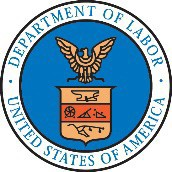 DEPARTMENT OF LABOR
UNITED STATES OF AMERICA